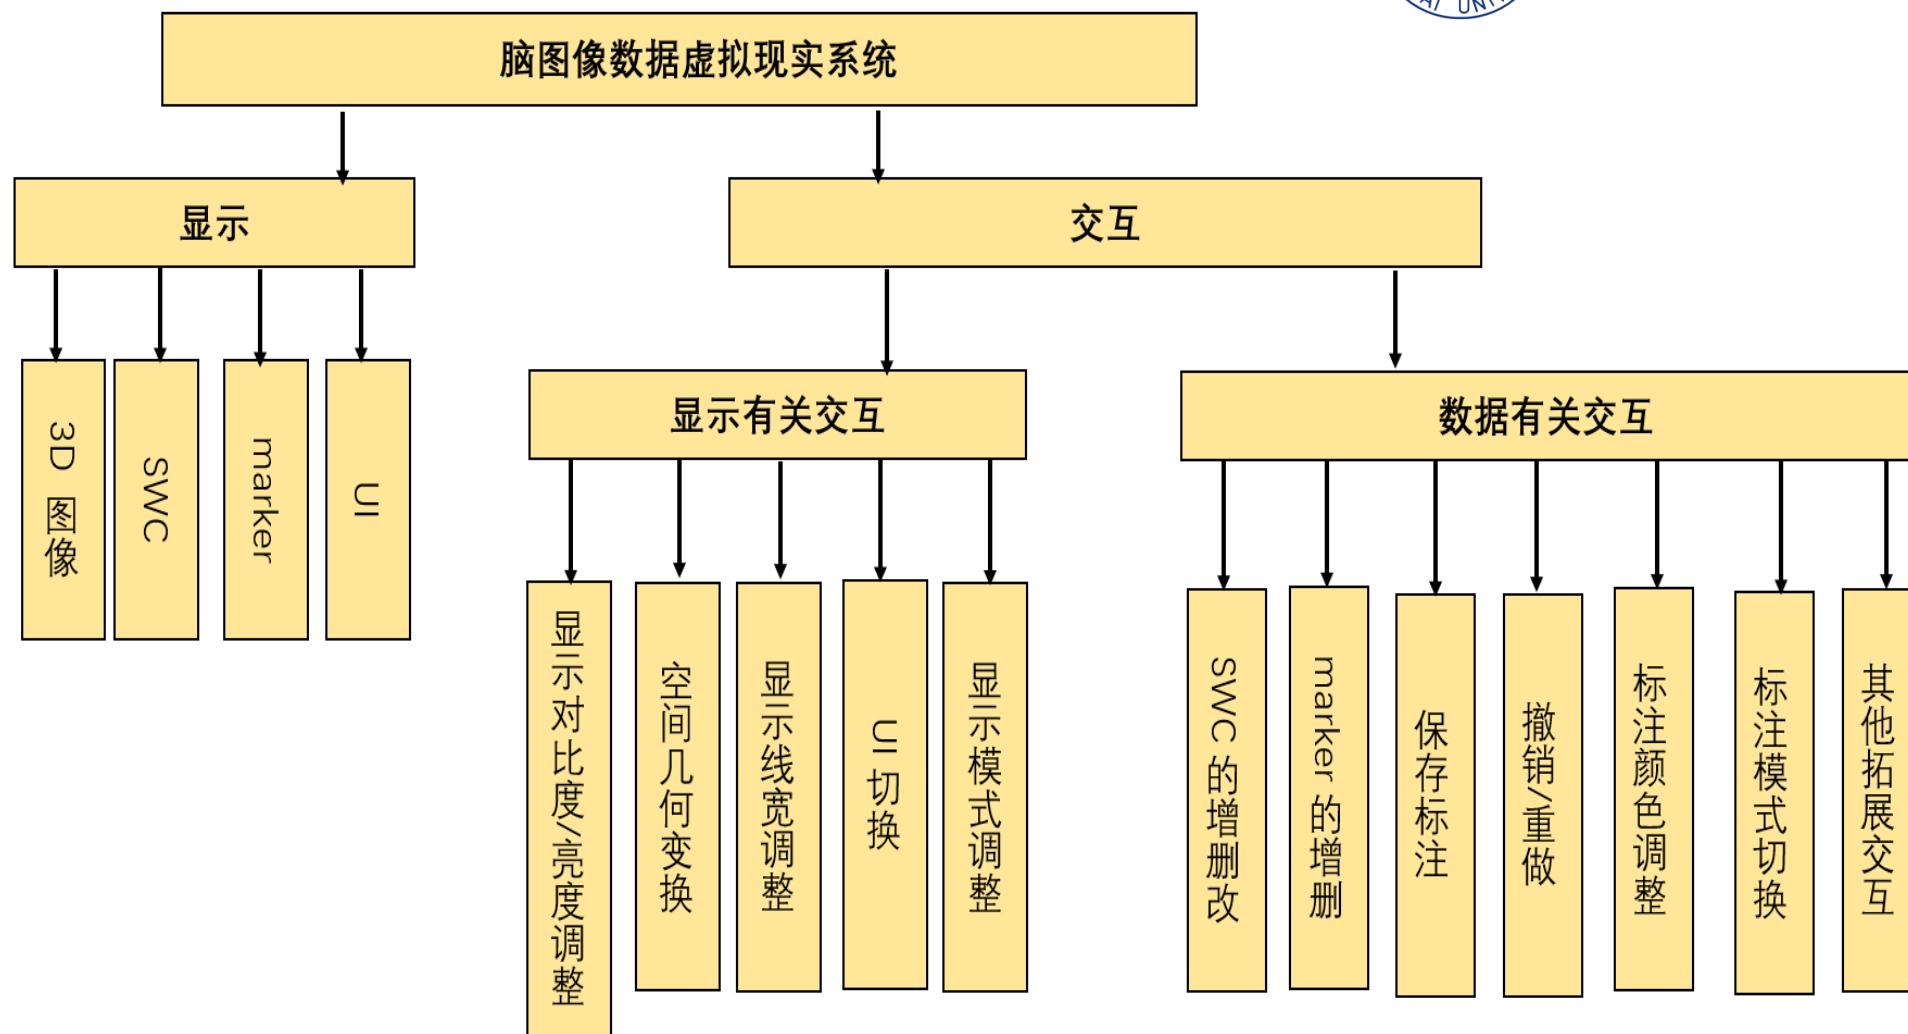 AI UNI
脑图像数据虚拟现实系统
显示
交互
3D 图像
SWC
marker
UI
显示有关交互
数据有关交互
显示对比度/亮度调整
空间几何变换
显示线宽调整
UI 切换
显示模式调整
SWC 的增删改
marker 的增删
保存标注
撤销/重做
标注颜色调整
标注模式切换
其他拓展交互